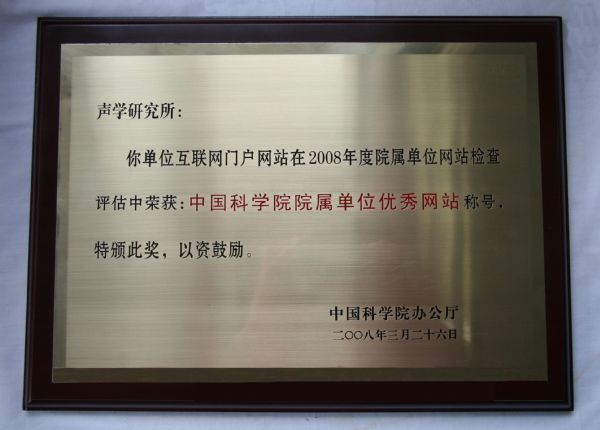 声学研究所：
你单位互联网门户网站在2008年度院属单位网站检查
评估中荣获：中国科学院院属单位优秀网站称号，
特颁此奖，以资鼓励。
中国科学院办公厅
二〇〇八年三月二十六日